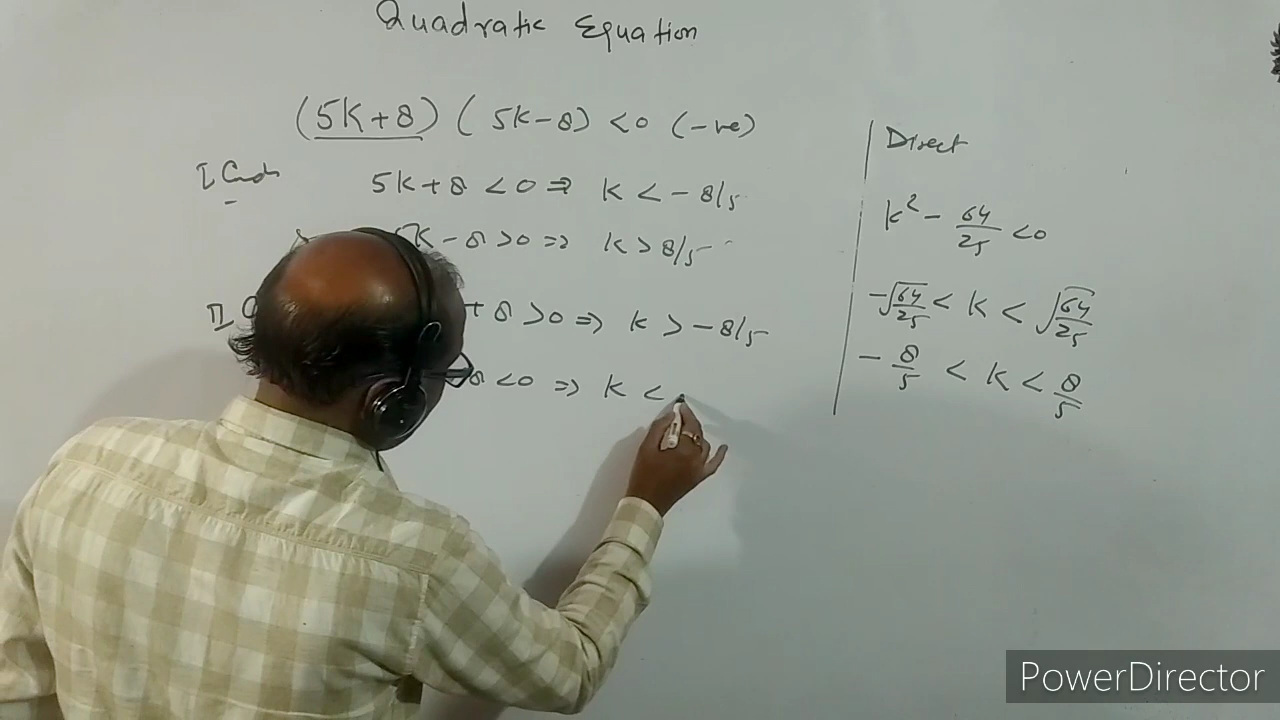 Quadratic Equation
(5K+8) (5K-8) <0 (-ve)
I
5K+8 <0 ⇒ K < -8/5
K - 8 >0 ⇒ K > 8/5
II + 8 >0 ⇒ K > -8/5
8 <0 ⇒ K <
Direct
K² - 64/25 <0
-√64/25 < K < √64/25
- 8/5 < K < 8/5
PowerDirector